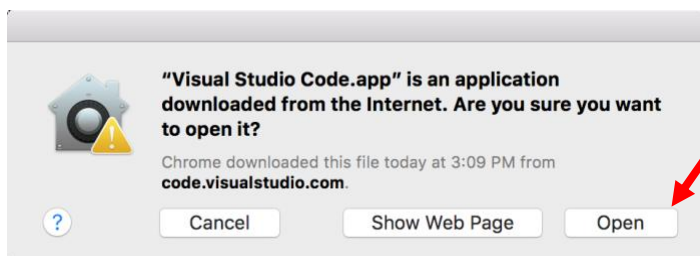 “Visual Studio Code.app” is an application
downloaded from the Internet. Are you sure you want
to open it?
Chrome downloaded this file today at 3:09 PM from
code.visualstudio.com.
? Cancel Show Web Page Open